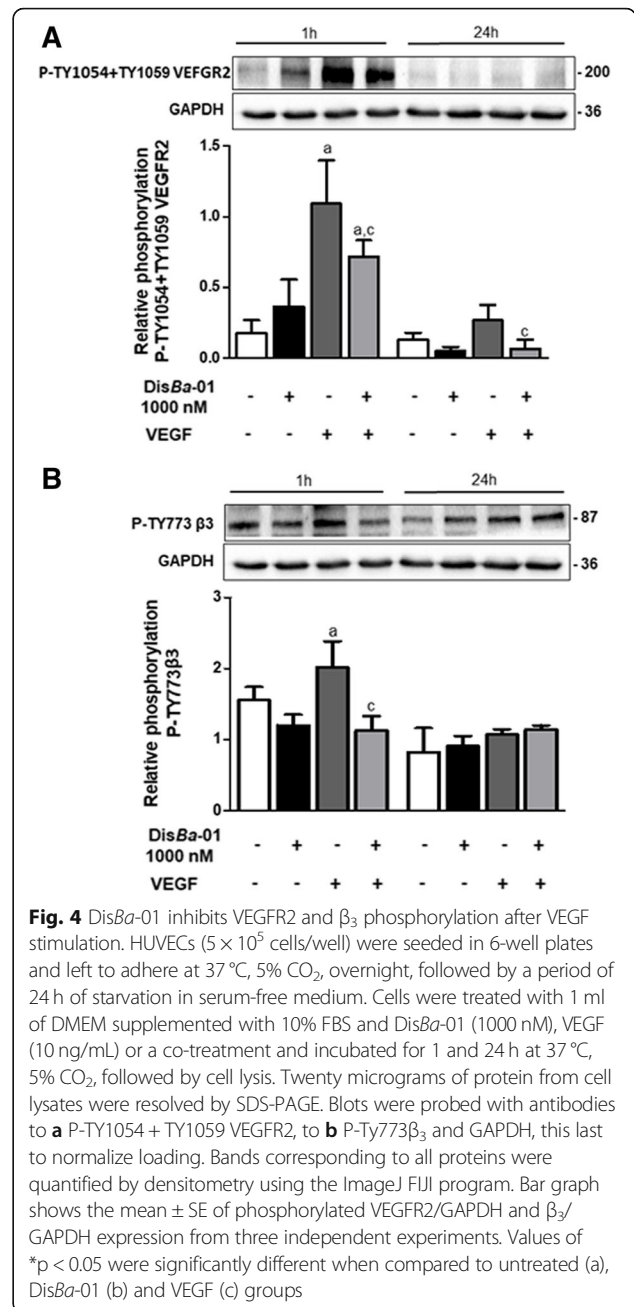 A
1h 24h
P-TY1054+TY1059 VEFGR2 - 200
GAPDH - 36
Relative phosphorylation
P-TY1054+TY1059 VEGFR2
1.5
1.0
0.5
0.0
a
a,c
c
DisBa-01
1000 nM
- + - + - + - +
VEGF - - + + - - + +
B
1h 24h
P-TY773 β3 - 87
GAPDH - 36
Relative phosphorylation
P-TY773β3
3
2
1
0
a
c
DisBa-01
1000 nM
- + - + - + - +
VEGF - - + + - - + +
Fig. 4 DisBa-01 inhibits VEGFR2 and β3 phosphorylation after VEGF
stimulation. HUVECs (5 × 10⁵ cells/well) were seeded in 6-well plates
and left to adhere at 37 °C, 5% CO₂, overnight, followed by a period of
24 h of starvation in serum-free medium. Cells were treated with 1 ml
of DMEM supplemented with 10% FBS and DisBa-01 (1000 nM), VEGF
(10 ng/mL) or a co-treatment and incubated for 1 and 24 h at 37 °C,
5% CO₂, followed by cell lysis. Twenty micrograms of protein from cell
lysates were resolved by SDS-PAGE. Blots were probed with antibodies
to a P-TY1054 + TY1059 VEGFR2, to b P-Ty773β₃ and GAPDH, this last
to normalize loading. Bands corresponding to all proteins were
quantified by densitometry using the ImageJ FIJI program. Bar graph
shows the mean ± SE of phosphorylated VEGFR2/GAPDH and β₃/
GAPDH expression from three independent experiments. Values of
*p < 0.05 were significantly different when compared to untreated (a),
DisBa-01 (b) and VEGF (c) groups